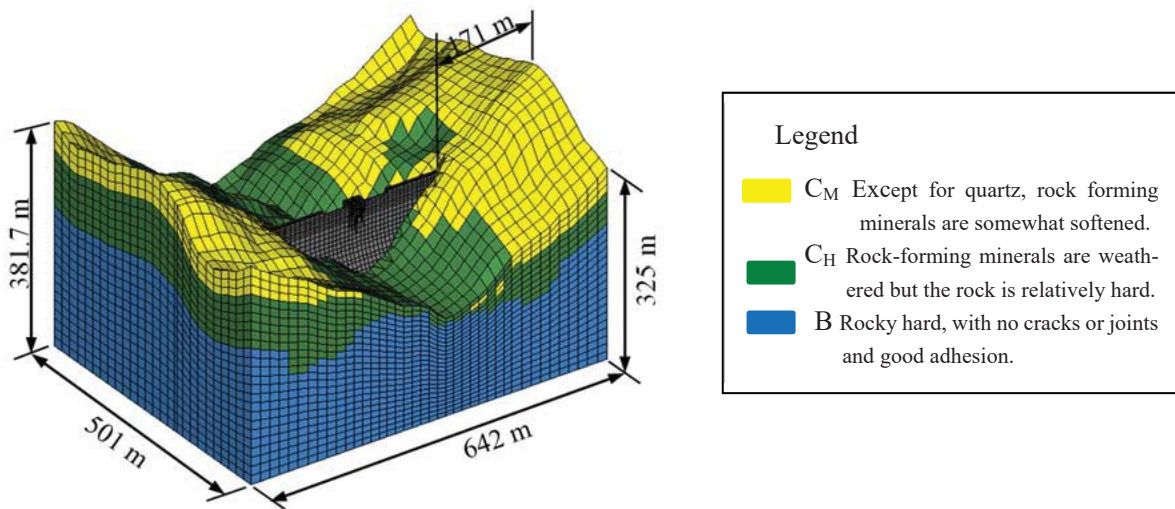 171 m
381.7 m
325 m
501 m
642 m
Legend
C_M Except for quartz, rock forming
minerals are somewhat softened.
C_H Rock-forming minerals are weath-
ered but the rock is relatively hard.
B Rocky hard, with no cracks or joints
and good adhesion.